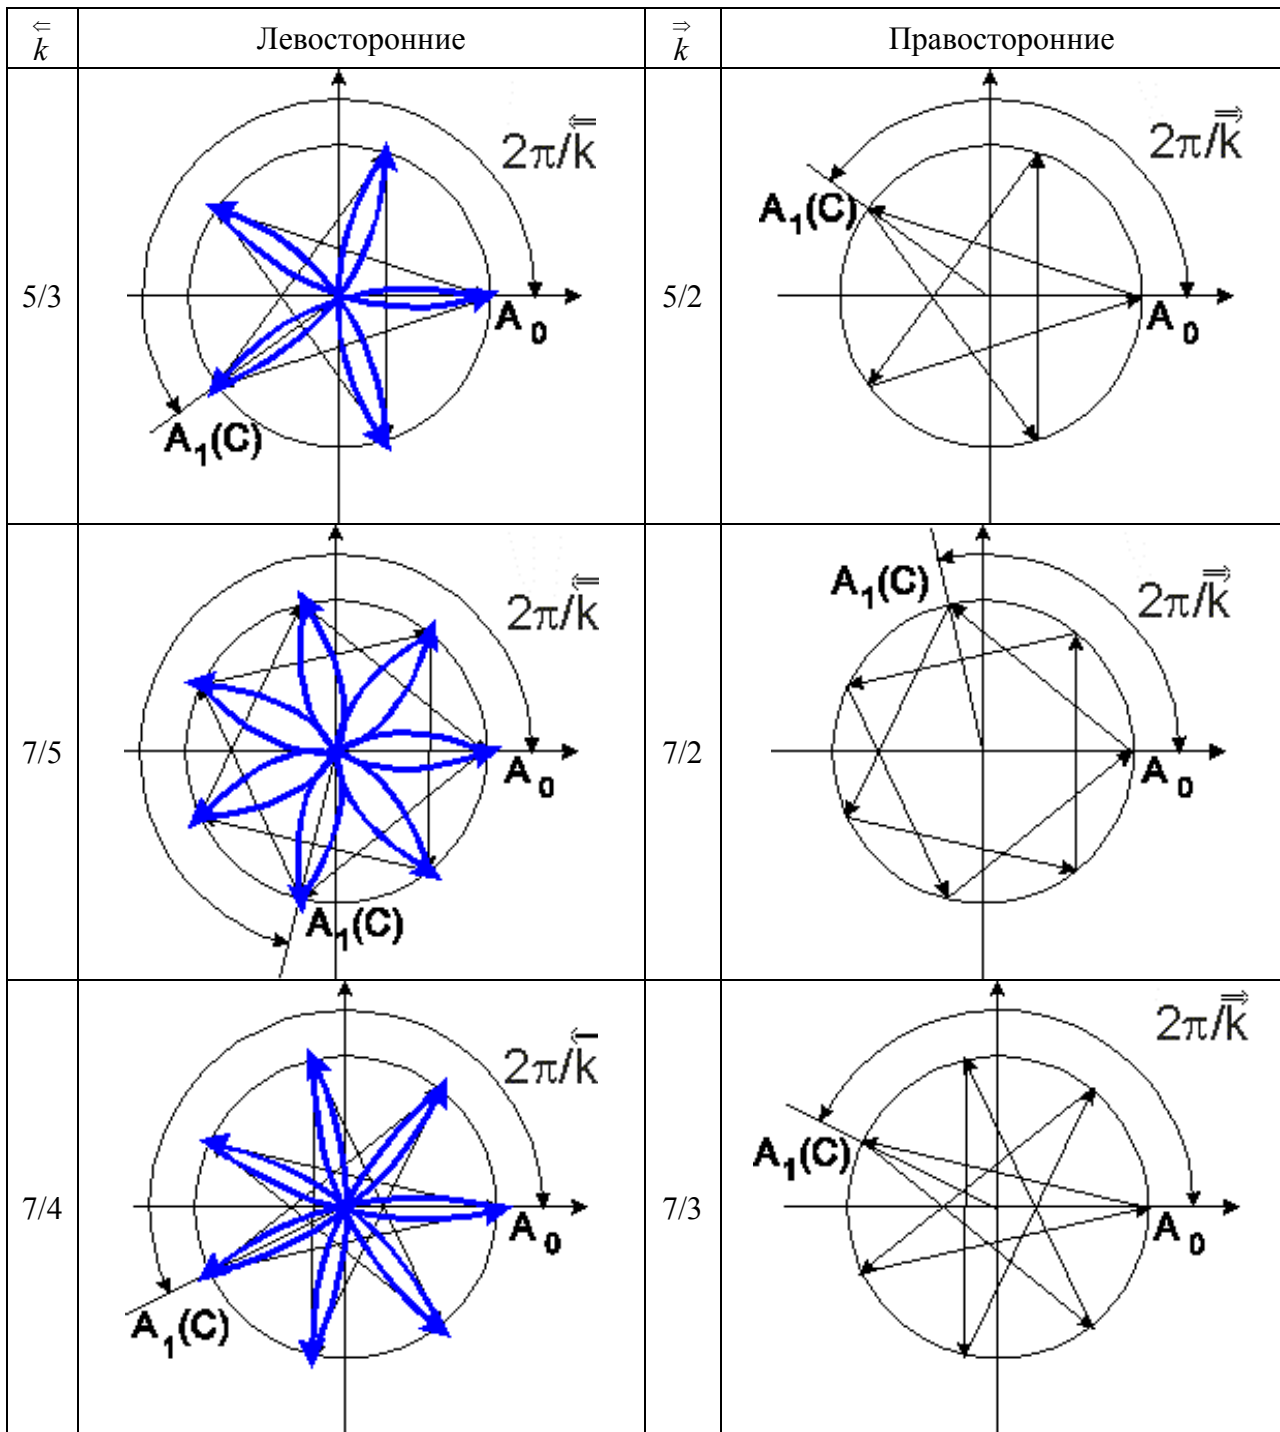 ⇐k Левосторонние ⇒k Правосторонние
5/3
2π/⇐k
A₀
A₁(C)
5/2
2π/⇒k
A₁(C)
A₀
7/5
2π/⇐k
A₀
A₁(C)
7/2
A₁(C)
2π/⇒k
A₀
7/4
2π/⇐k
A₀
A₁(C)
7/3
2π/⇒k
A₁(C)
A₀